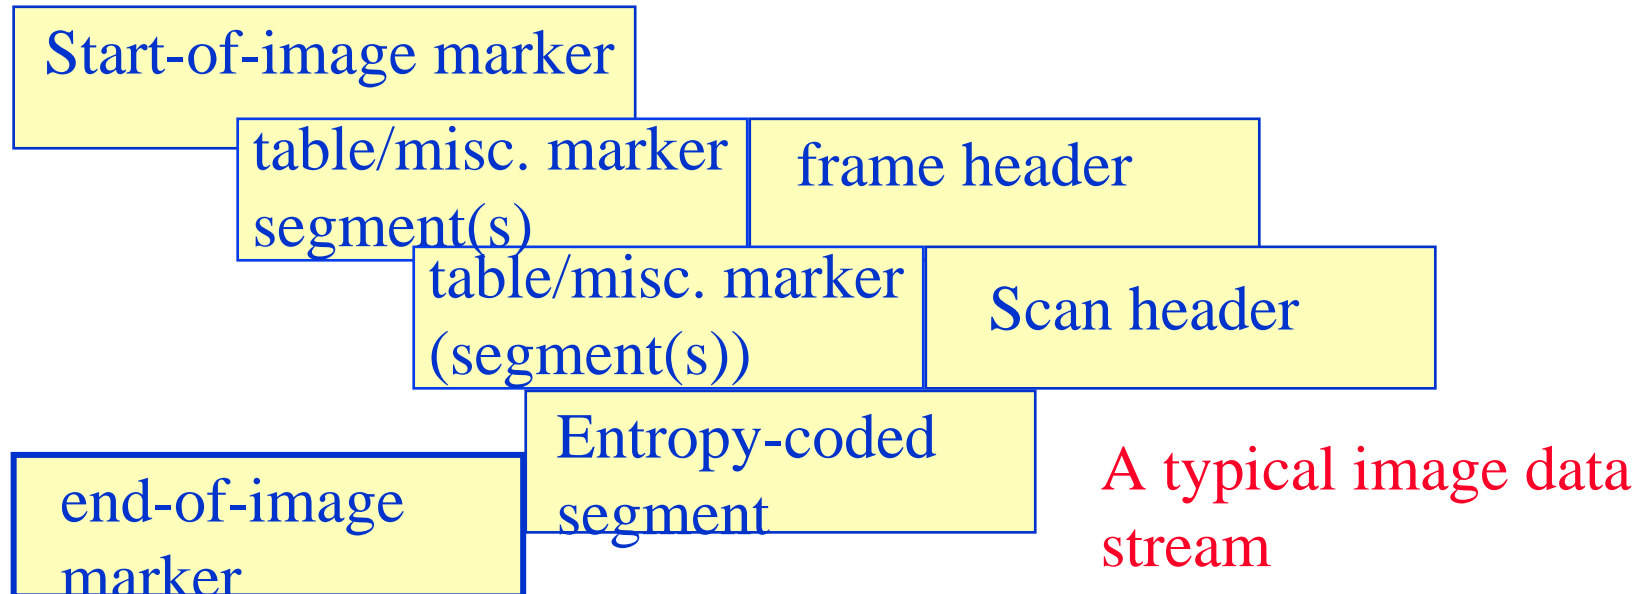 Start-of-image marker
table/misc. marker
segment(s)
frame header
table/misc. marker
(segment(s))
Scan header
Entropy-coded
segment
end-of-image
marker
A typical image data
stream